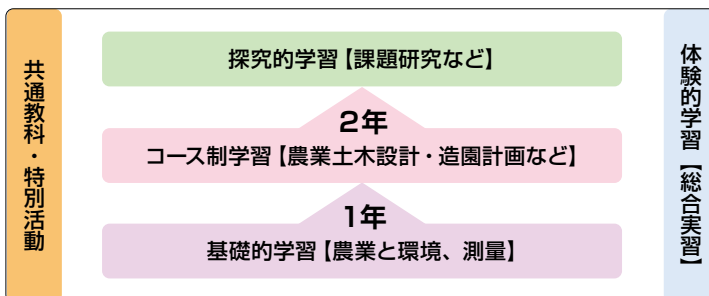 共通教科・特別活動
探究的学習【課題研究など】
2年
コース制学習【農業土木設計・造園計画など】
1年
基礎的学習【農業と環境、測量】
体験的学習【総合実習】